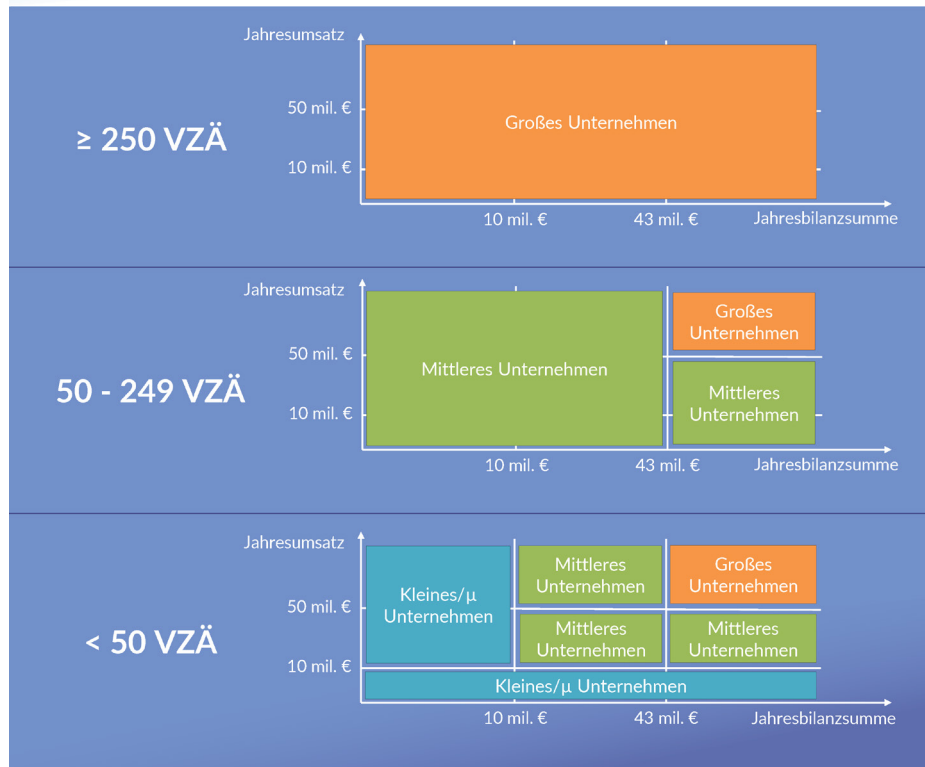 Jahresumsatz
50 mil. €
≥ 250 VZÄ
Großes Unternehmen
10 mil. €
10 mil. €
43 mil. €
Jahresbilanzsumme
Jahresumsatz
Großes
Unternehmen
50 mil. €
Mittleres Unternehmen
50 - 249 VZÄ
Mittleres
Unternehmen
10 mil. €
10 mil. €
43 mil. €
Jahresbilanzsumme
Jahresumsatz
Kleines/µ
Unternehmen
Mittleres
Unternehmen
Großes
Unternehmen
50 mil. €
< 50 VZÄ
Mittleres
Unternehmen
Mittleres
Unternehmen
10 mil. €
Kleines/µ Unternehmen
10 mil. €
43 mil. €
Jahresbilanzsumme